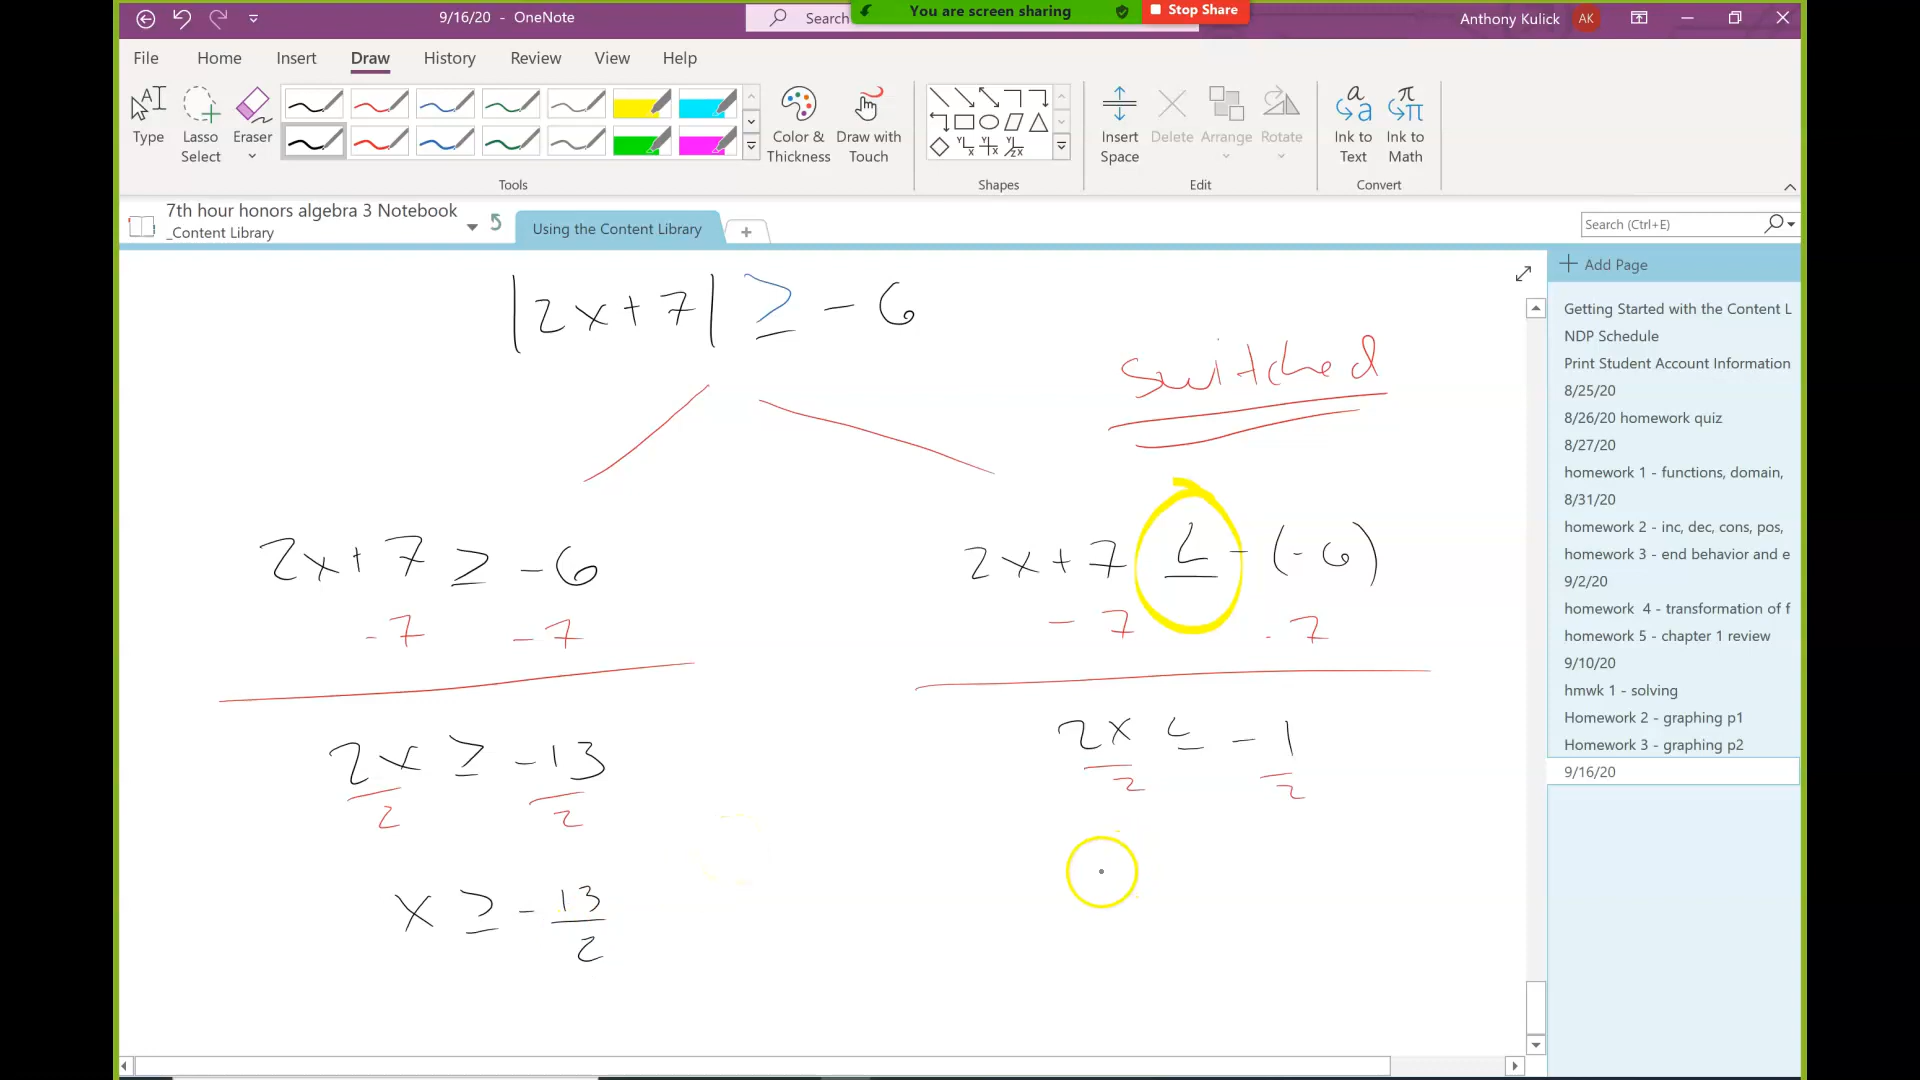 9/16/20 - OneNote
Search
You are screen sharing
Stop Share
Anthony Kulick AK
File Home Insert Draw History Review View Help
Type
Lasso Select
Eraser
Color & Thickness
Draw with Touch
Insert Space
Delete
Arrange
Rotate
Ink to Text
Ink to Math
Tools Shapes Edit Convert
7th hour honors algebra 3 Notebook
_Content Library
Using the Content Library
Search (Ctrl+E)
Add Page
Getting Started with the Content L
NDP Schedule
Print Student Account Information
8/25/20
8/26/20 homework quiz
8/27/20
homework 1 - functions, domain,
8/31/20
homework 2 - inc, dec, cons, pos,
homework 3 - end behavior and e
9/2/20
homework 4 - transformation of f
homework 5 - chapter 1 review
9/10/20
hmwk 1 - solving
Homework 2 - graphing p1
Homework 3 - graphing p2
9/16/20
|2x+7| ≥ -6
switched
2x+7 ≥ -6
-7 -7
2x ≥ -13
2 2
x ≥ -13/2
2x+7 ≤ -(-6)
-7 -7
2x ≤ -1
2 2